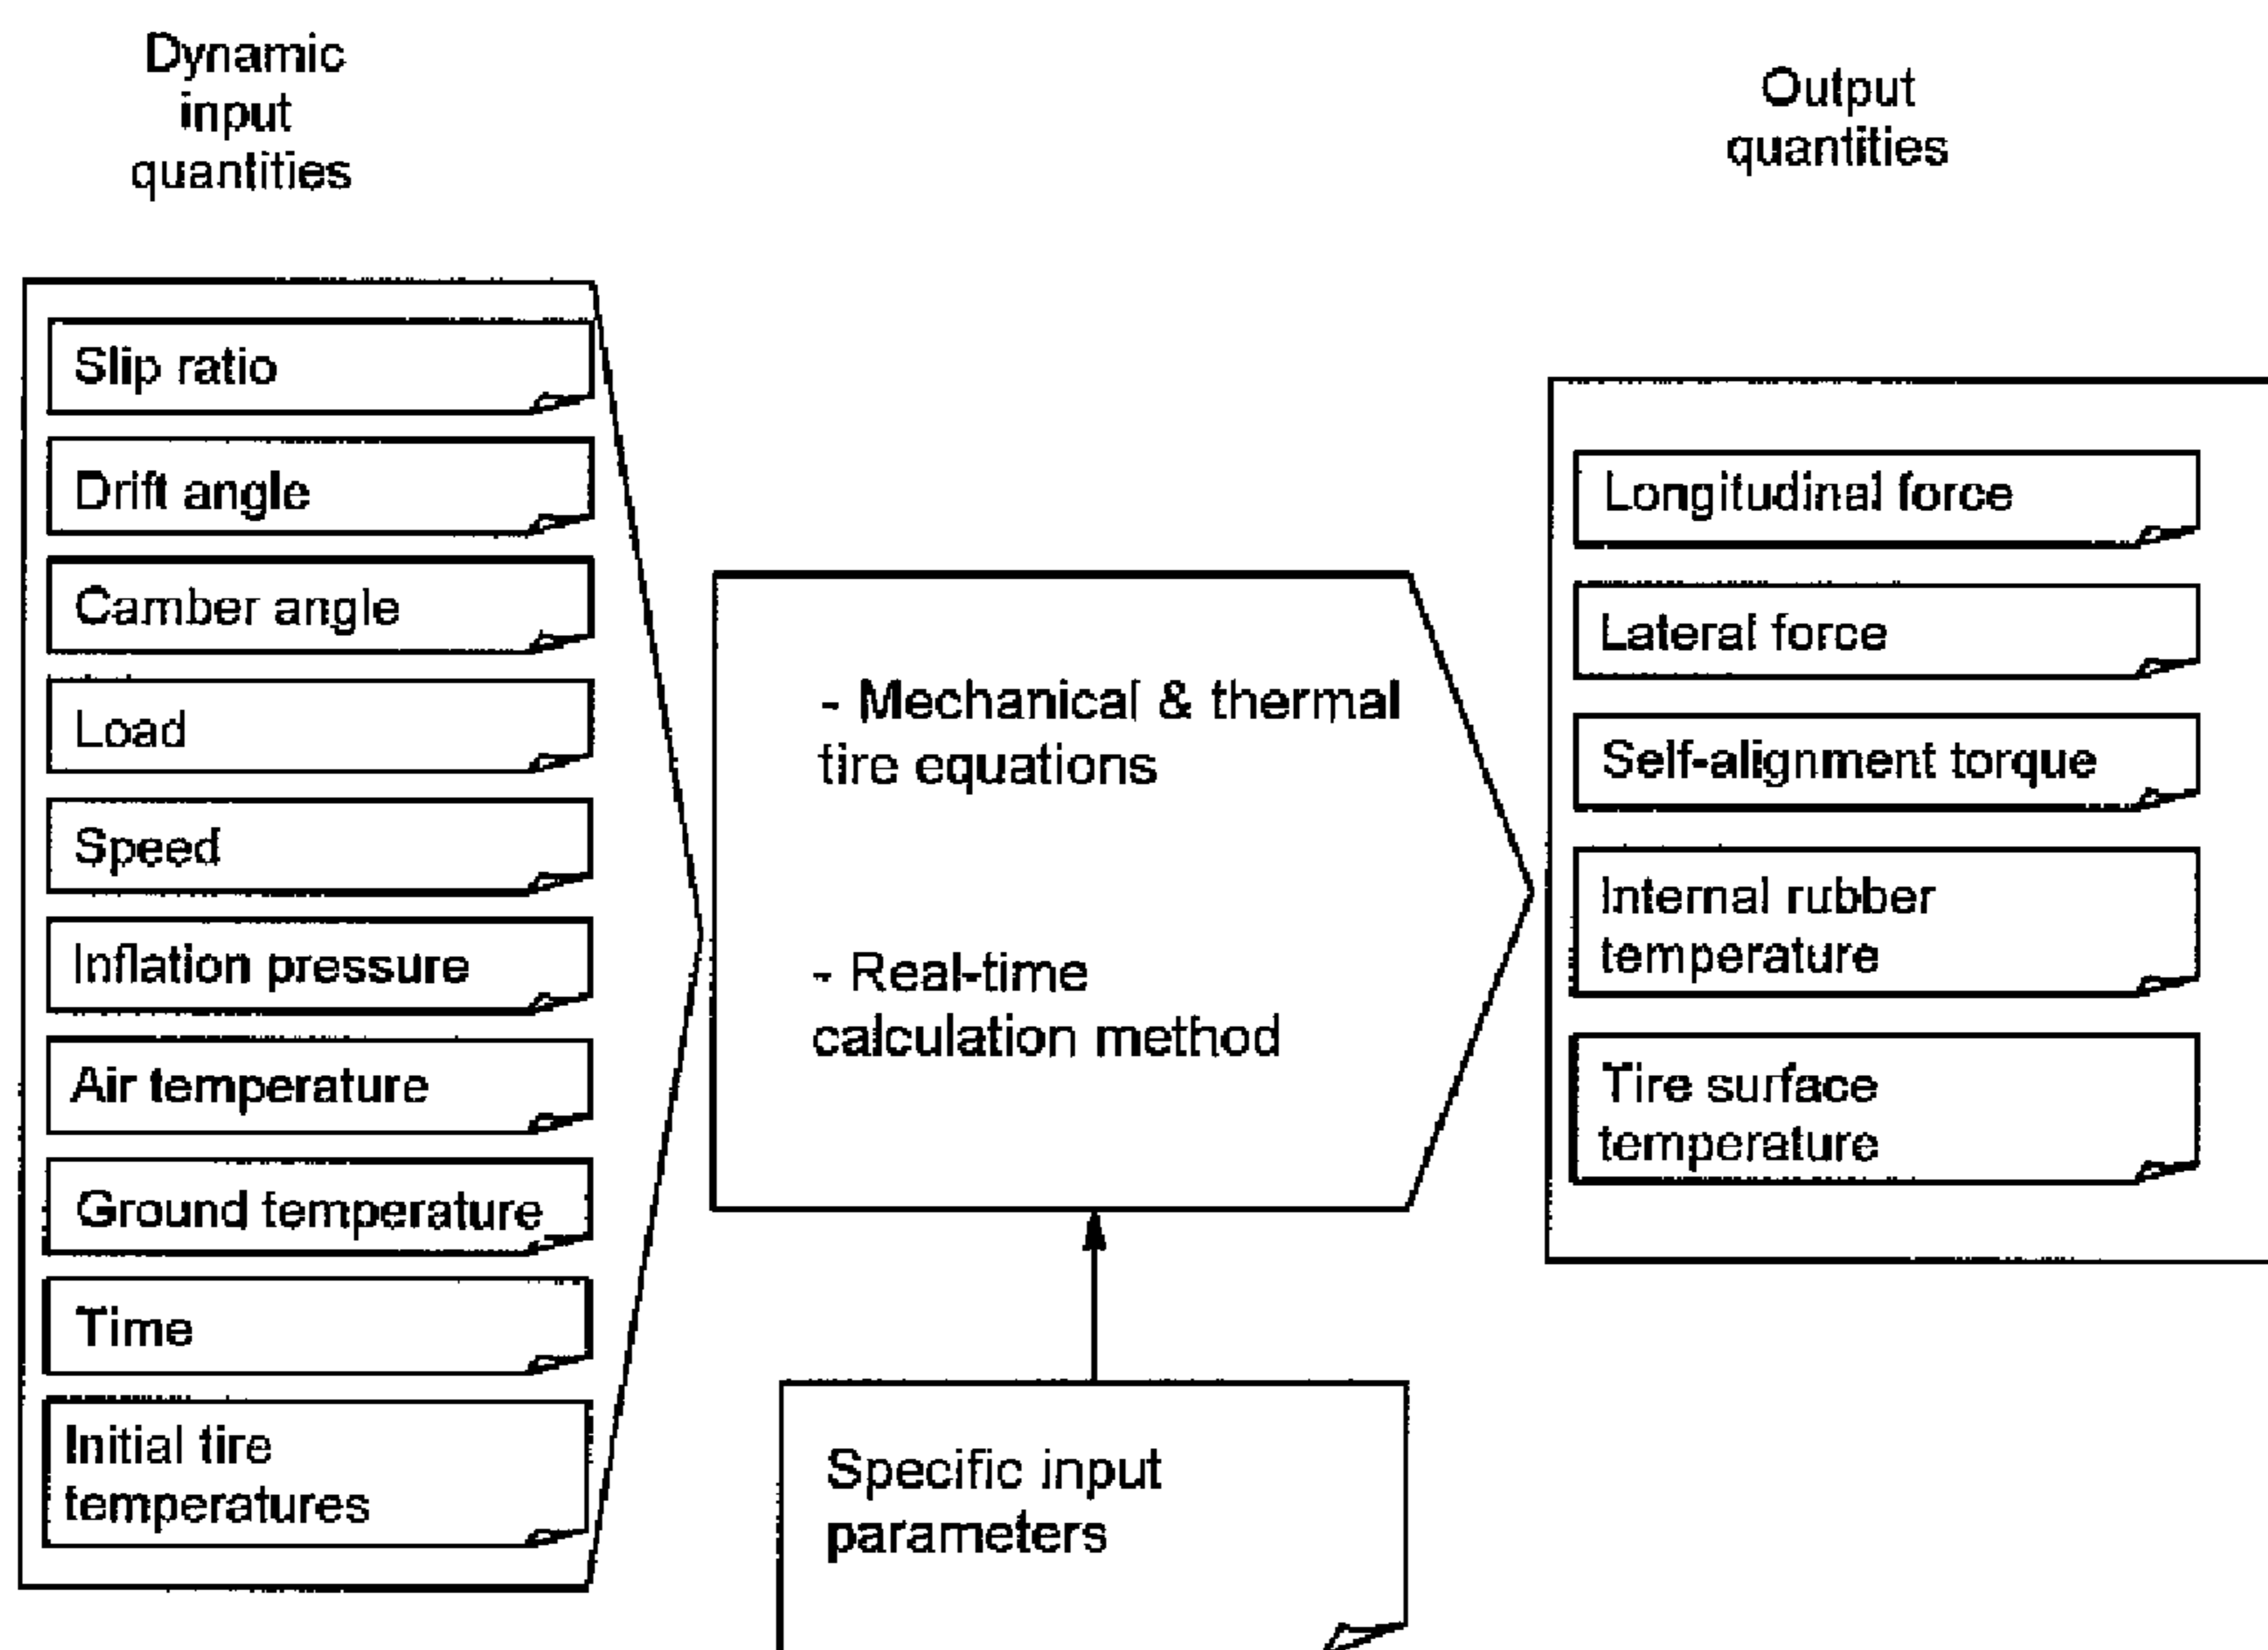 Dynamic
input
quantities
Slip ratio
Drift angle
Camber angle
Load
Speed
Inflation pressure
Air temperature
Ground temperature
Time
Initial tire
temperatures
- Mechanical & thermal
tire equations
- Real-time
calculation method
Specific input
parameters
Output
quantities
Longitudinal force
Lateral force
Self-alignment torque
Internal rubber
temperature
Tire surface
temperature